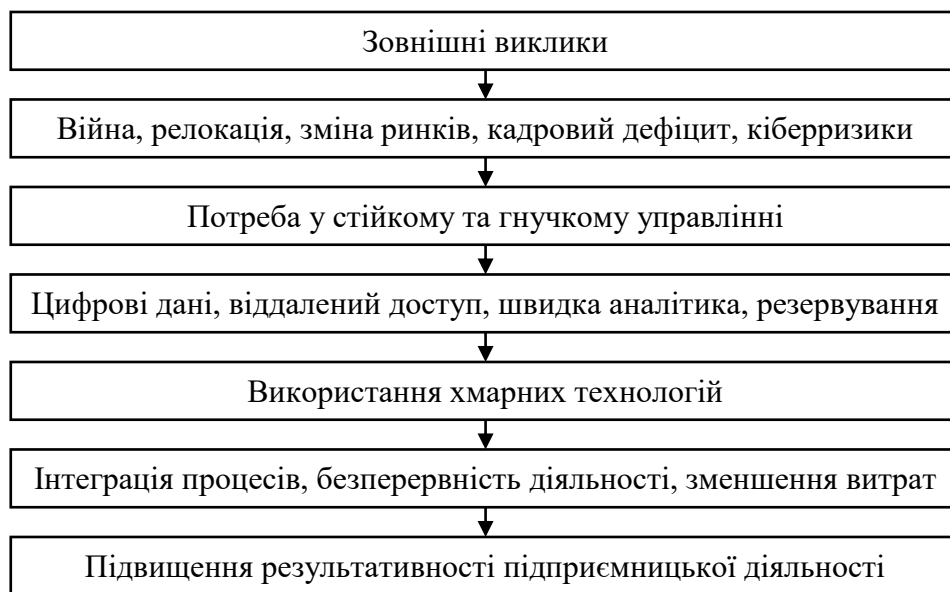 Зовнішні виклики
Війна, релокація, зміна ринків, кадровий дефіцит, кіберризики
Потреба у стійкому та гнучкому управлінні
Цифрові дані, віддалений доступ, швидка аналітика, резервування
Використання хмарних технологій
Інтеграція процесів, безперервність діяльності, зменшення витрат
Підвищення результативності підприємницької діяльності